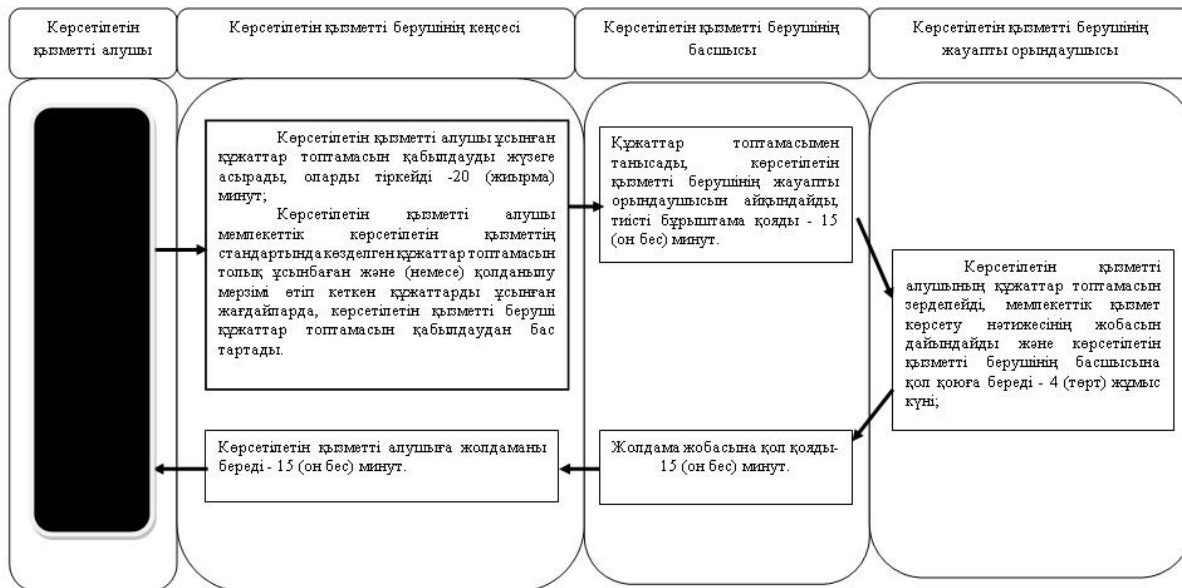 Көрсетілетін
қызметті алушы
Көрсетілетін қызметті берушінің кеңсесі
Көрсетілетін қызметті берушінің
басшысы
Көрсетілетін қызметті берушінің
жауапты орындаушысы
Көрсетілетін қызметті алушы ұсынған
құжаттар топтамасын қабылдауды жүзеге
асырады, оларды тіркейді -20 (жиырма)
минут;
Көрсетілетін қызметті алушы
мемлекеттік көрсетілетін қызметтің
стандартында көзделген құжаттар топтамасын
толық ұсынбаған және (немесе) қолданылу
мерзімі өтіп кеткен құжаттарды ұсынған
жағдайларда, көрсетілетін қызметті беруші
құжаттар топтамасын қабылдаудан бас
тартады.
Құжаттар топтамасымен
танысады, көрсетілетін
қызметті берушінің жауапты
орындаушысын айқындайды,
тиісті бұрыштама қояды - 15
(он бес) минут.
Көрсетілетін қызметті
алушының құжаттар топтамасын
зерделейді, мемлекеттік қызмет
көрсету нәтижесінің жобасын
дайындайды және көрсетілетін
қызметті берушінің басшысына
қол қоюға береді - 4 (төрт) жұмыс
күні;
Көрсетілетін қызметті алушыға жолдаманы
береді - 15 (он бес) минут.
Жолдама жобасына қол қояды-
15 (он бес) минут.